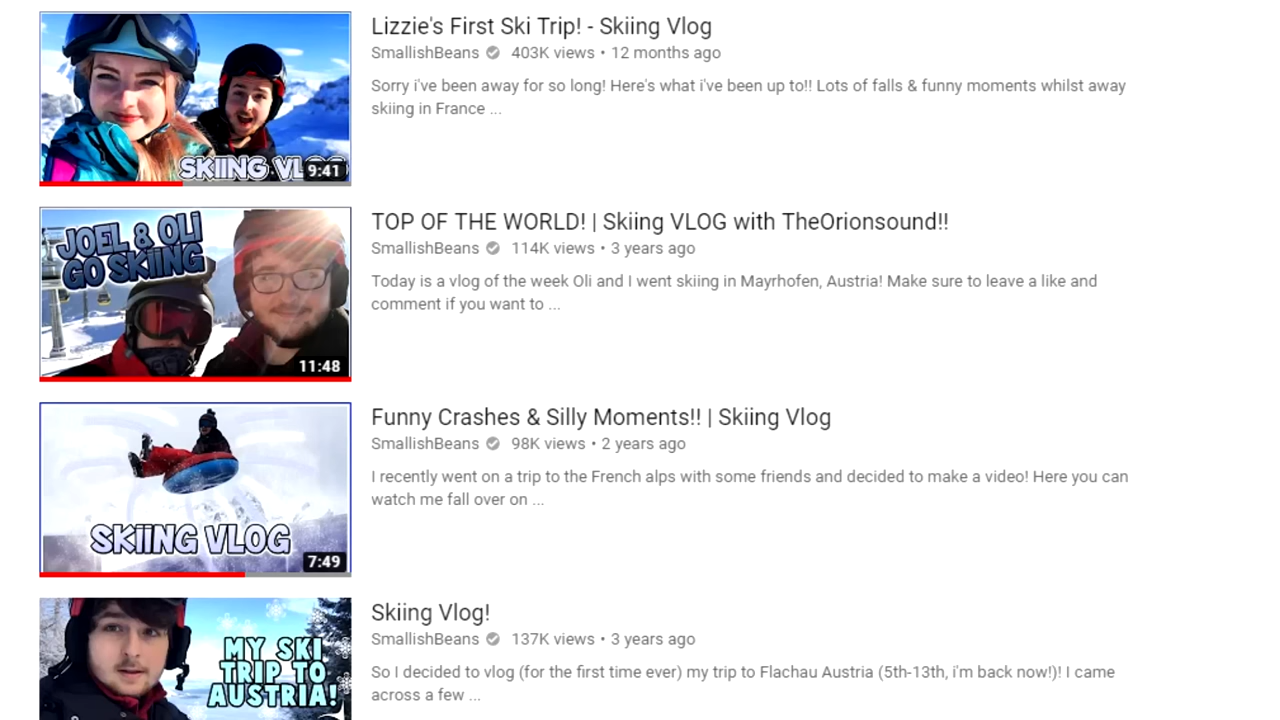 Lizzie's First Ski Trip! - Skiing Vlog
SmallishBeans 403K views • 12 months ago
Sorry i've been away for so long! Here's what i've been up to!! Lots of falls & funny moments whilst away
skiing in France ...
SKIING VL
9:41
TOP OF THE WORLD! | Skiing VLOG with TheOrionsound!!
SmallishBeans 114K views • 3 years ago
Today is a vlog of the week Oli and I went skiing in Mayrhofen, Austria! Make sure to leave a like and
comment if you want to ...
JOEL & OLI
GO SKIING
11:48
Funny Crashes & Silly Moments!! | Skiing Vlog
SmallishBeans 98K views • 2 years ago
I recently went on a trip to the French alps with some friends and decided to make a video! Here you can
watch me fall over on ...
SKIING VLOG
7:49
Skiing Vlog!
SmallishBeans 137K views • 3 years ago
So I decided to vlog (for the first time ever) my trip to Flachau Austria (5th-13th, i'm back now!)! I came
across a few ...
MY SKI
TRIP TO
AUSTRIA!